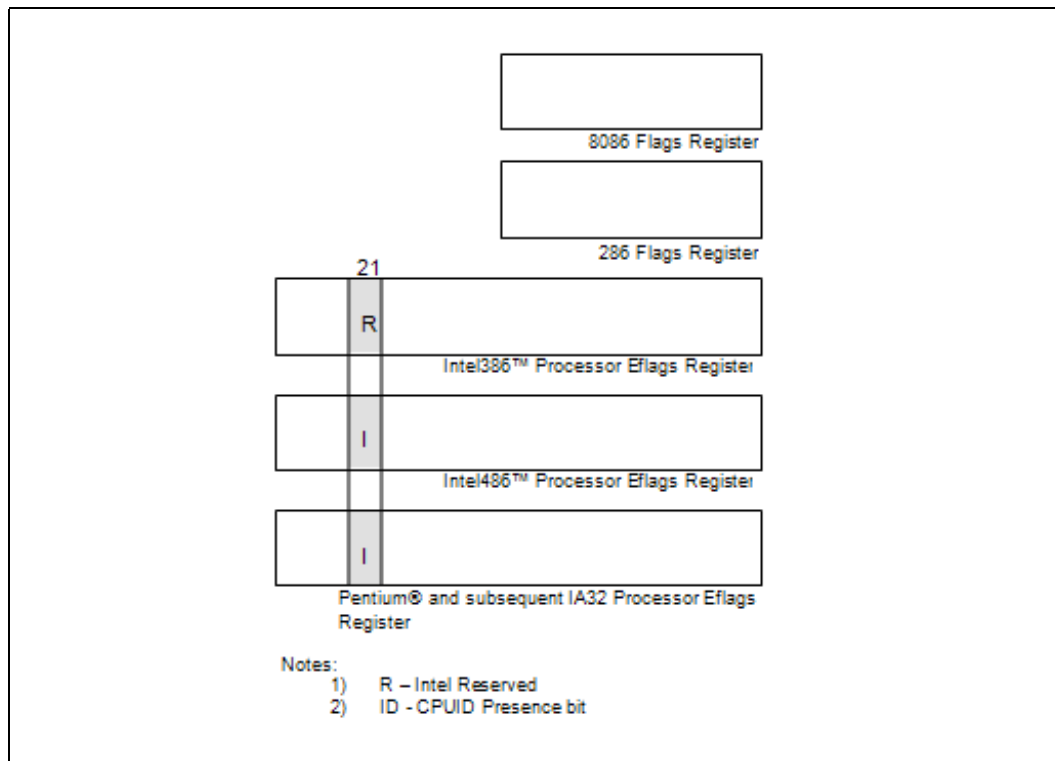 8086 Flags Register
286 Flags Register
21
R
Intel386™ Processor Eflags Register
I
Intel486™ Processor Eflags Register
I
Pentium® and subsequent IA32 Processor Eflags
Register
Notes:
1) R – Intel Reserved
2) ID - CPUID Presence bit